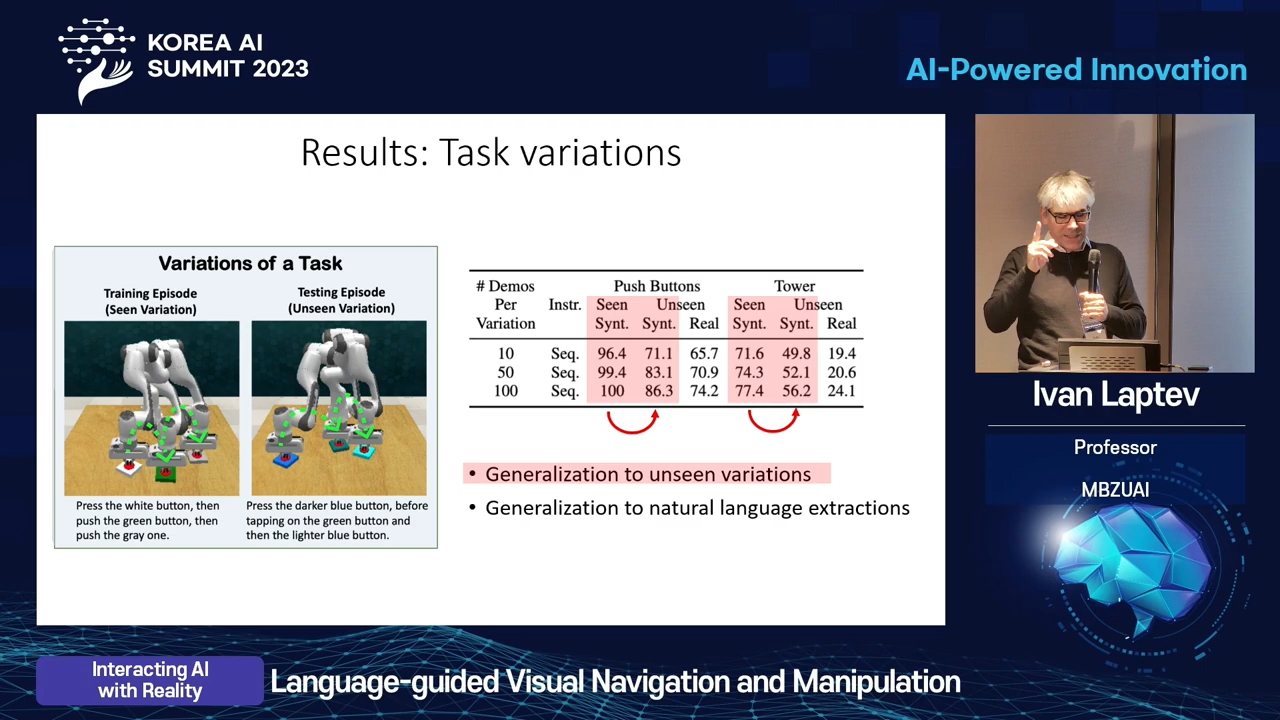 KOREA AI
SUMMIT 2023
AI-Powered Innovation
Results: Task variations
Variations of a Task
Training Episode
(Seen Variation)
Testing Episode
(Unseen Variation)
Press the white button, then
push the green button, then
push the gray one.
Press the darker blue button, before
tapping on the green button and
then the lighter blue button.
# Demos Push Buttons Tower
Per Instr. Seen Unseen Seen Unseen
Variation Synt. Synt. Real Synt. Synt. Real
10 Seq. 96.4 71.1 65.7 71.6 49.8 19.4
50 Seq. 99.4 83.1 70.9 74.3 52.1 20.6
100 Seq. 100 86.3 74.2 77.4 56.2 24.1
• Generalization to unseen variations
• Generalization to natural language extractions
Ivan Laptev
Professor
MBZUAI
Interacting AI
with Reality
Language-guided Visual Navigation and Manipulation